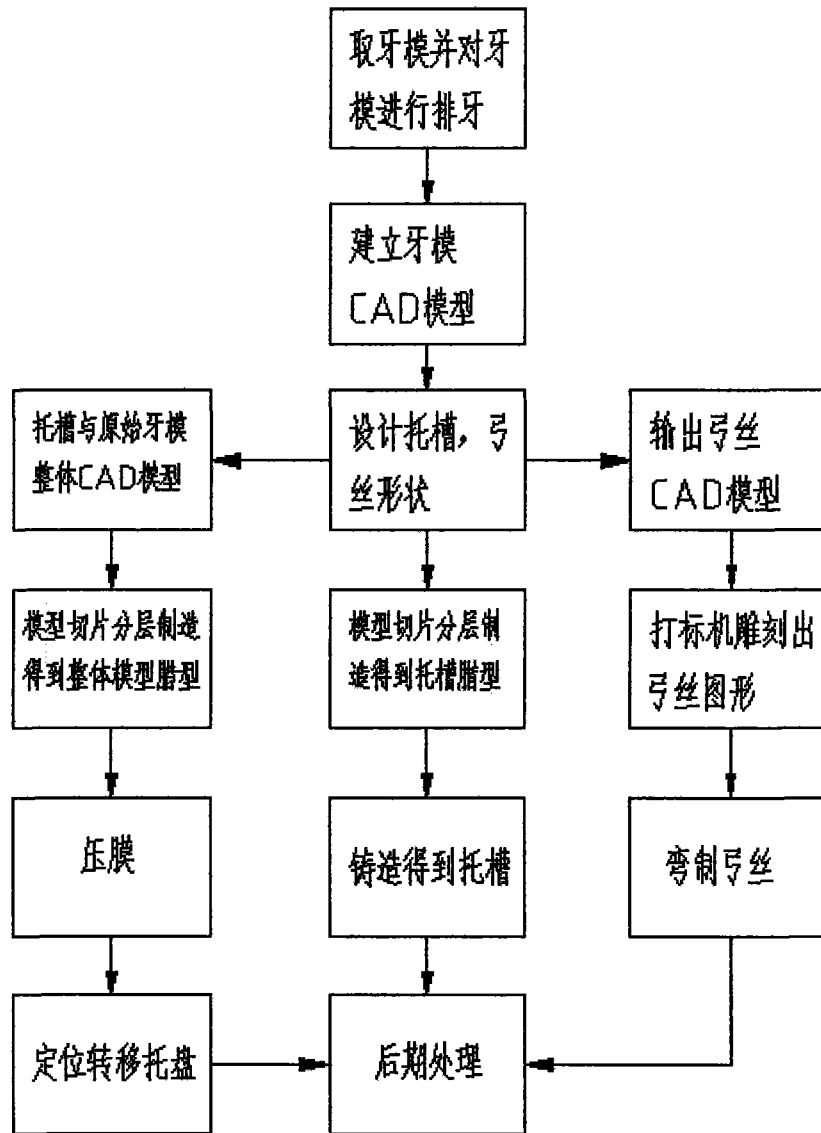 取牙模并对牙
模进行排牙
建立牙模
CAD模型
托槽与原始牙模
整体CAD模型
设计托槽，弓
丝形状
输出弓丝
CAD模型
模型切片分层制造
得到整体模型腊型
模型切片分层制
造得到托槽腊型
打标机雕刻出
弓丝图形
压膜
铸造得到托槽
弯制弓丝
定位转移托盘
后期处理